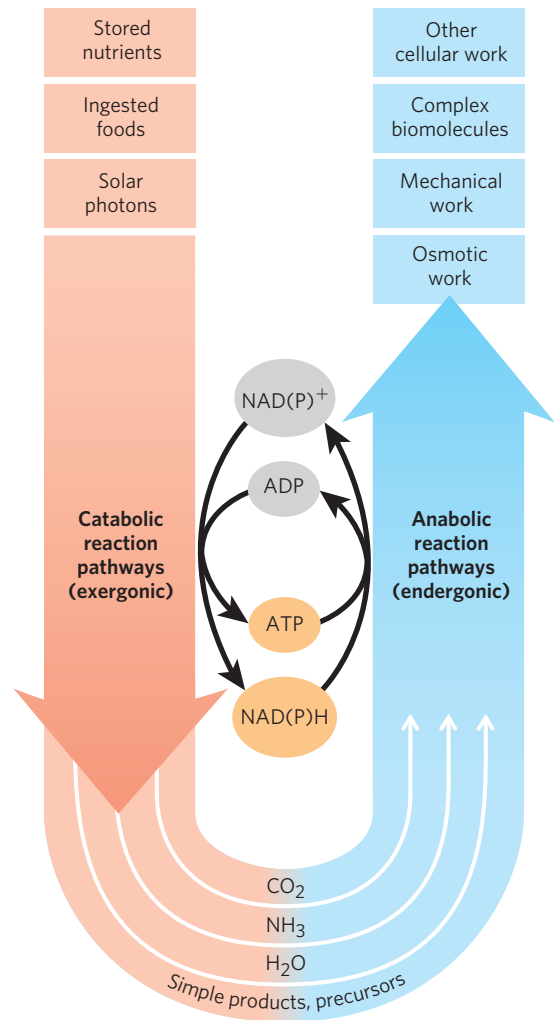 Stored
nutrients
Ingested
foods
Solar
photons
Catabolic
reaction
pathways
(exergonic)
NAD(P)⁺
ADP
ATP
NAD(P)H
Other
cellular work
Complex
biomolecules
Mechanical
work
Osmotic
work
Anabolic
reaction
pathways
(endergonic)
CO₂
NH₃
H₂O
Simple products, precursors